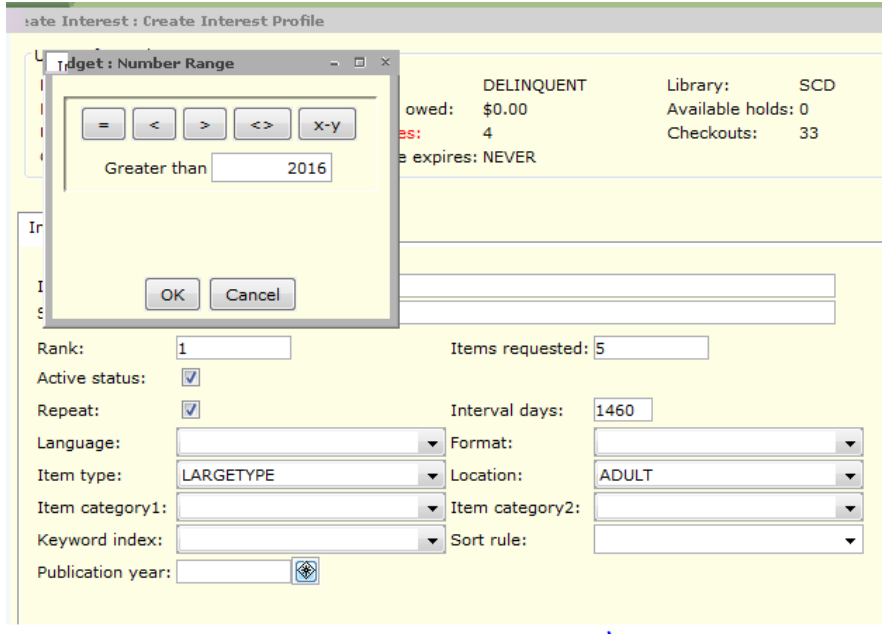 eate Interest : Create Interest Profile
dget : Number Range
DELINQUENT Library: SCD
owed: $0.00 Available holds: 0
es: 4 Checkouts: 33
e expires: NEVER
= < > <> x-y
Greater than 2016
OK Cancel
Rank: 1 Items requested: 5
Active status:
Repeat: Interval days: 1460
Language: Format:
Item type: LARGETYPE Location: ADULT
Item category1: Item category2:
Keyword index: Sort rule:
Publication year: